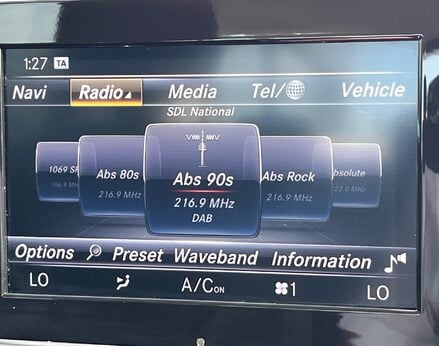 1:27 TA
Navi Radio Media Tel/ Vehicle
SDL National
Abs 80s Abs 90s Abs Rock
216.9 MHz 216.9 MHz 216.9 MHz
DAB
Options Preset Waveband Information
LO A/C ON 1 LO